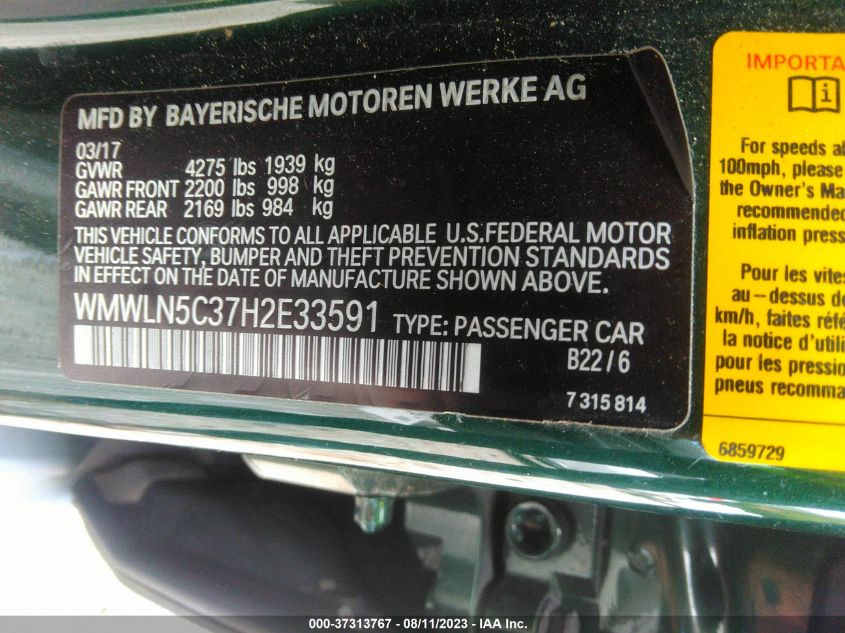 MFD BY BAYERISCHE MOTOREN WERKE AG
03/17
GVWR 4275 lbs 1939 kg
GAWR FRONT 2200 lbs 998 kg
GAWR REAR 2169 lbs 984 kg
THIS VEHICLE CONFORMS TO ALL APPLICABLE U.S.FEDERAL MOTOR
VEHICLE SAFETY, BUMPER AND THEFT PREVENTION STANDARDS
IN EFFECT ON THE DATE OF MANUFACTURE SHOWN ABOVE.
WMWLN5C37H2E33591 TYPE: PASSENGER CAR
B22/6
7 315 814
IMPORTA
For speeds a
100mph, please
the Owner's Ma
recommended
inflation press
Pour les vites
au-dessus de
km/h, faites réfé
la notice d'util
pour les pression
pneus recomma
6859729
000-37313767 - 08/11/2023 - IAA Inc.